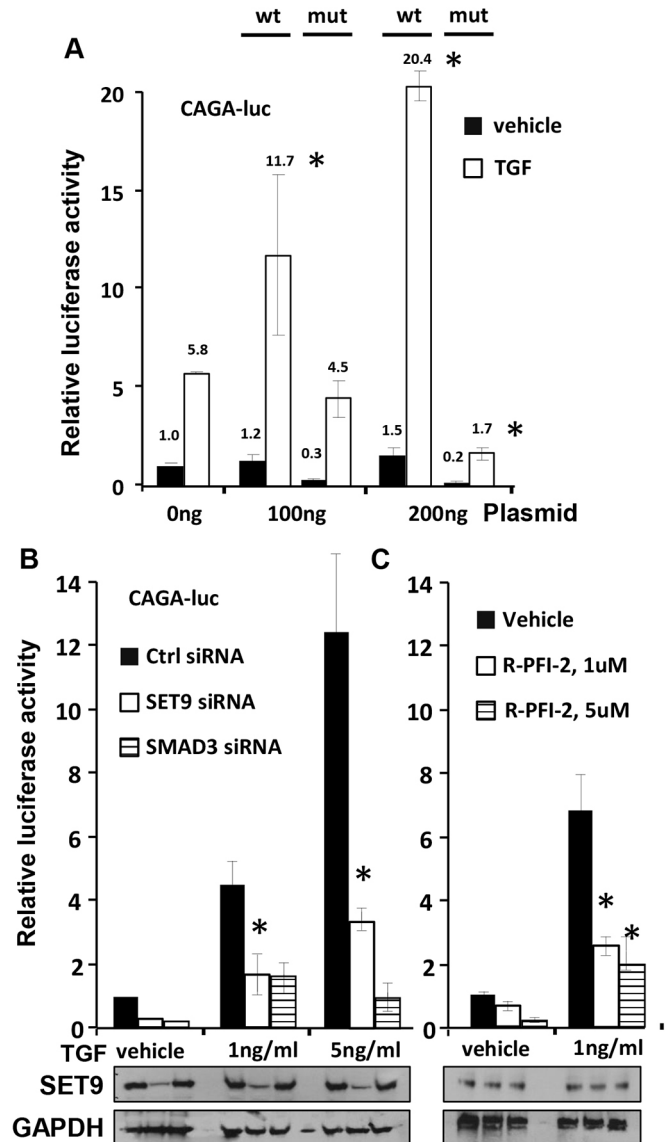 wt mut wt mut
A
20.4 *
20
CAGA-luc
vehicle
TGF
11.7 *
15
Relative luciferase activity
10
5.8
4.5
5
1.0 1.2 0.3 1.5 0.2 1.7 *
0
0ng 100ng 200ng Plasmid
B C
14 14
CAGA-luc Vehicle
12 12
Ctrl siRNA R-PFI-2, 1uM
SET9 siRNA R-PFI-2, 5uM
10 10
SMAD3 siRNA
Relative luciferase activity
8 8
6 6
* *
4 4
* *
2 2
0 0
TGF vehicle 1ng/ml 5ng/ml vehicle 1ng/ml
SET9
GAPDH